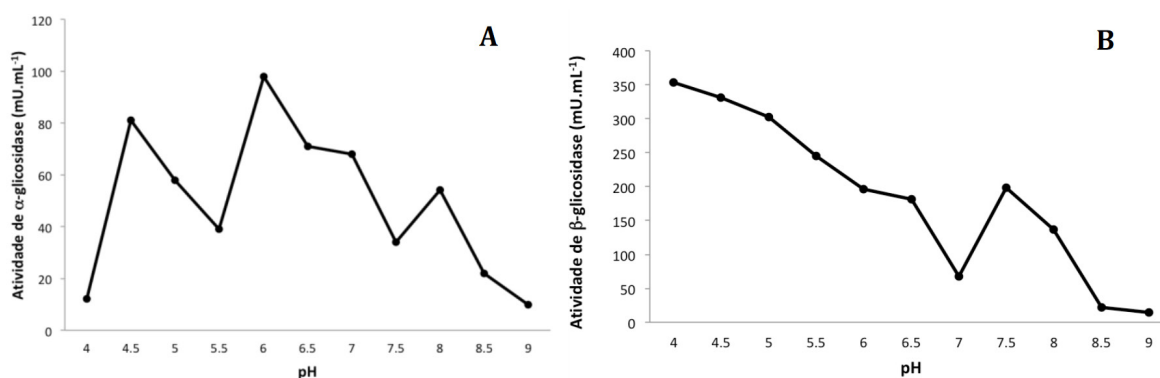 A
Atividade de α-glicosidase (mU.mL⁻¹)
120
100
80
60
40
20
0
4 4.5 5 5.5 6 6.5 7 7.5 8 8.5 9
pH
B
Atividade de β-glicosidase (mU.mL⁻¹)
400
350
300
250
200
150
100
50
0
4 4.5 5 5.5 6 6.5 7 7.5 8 8.5 9
pH